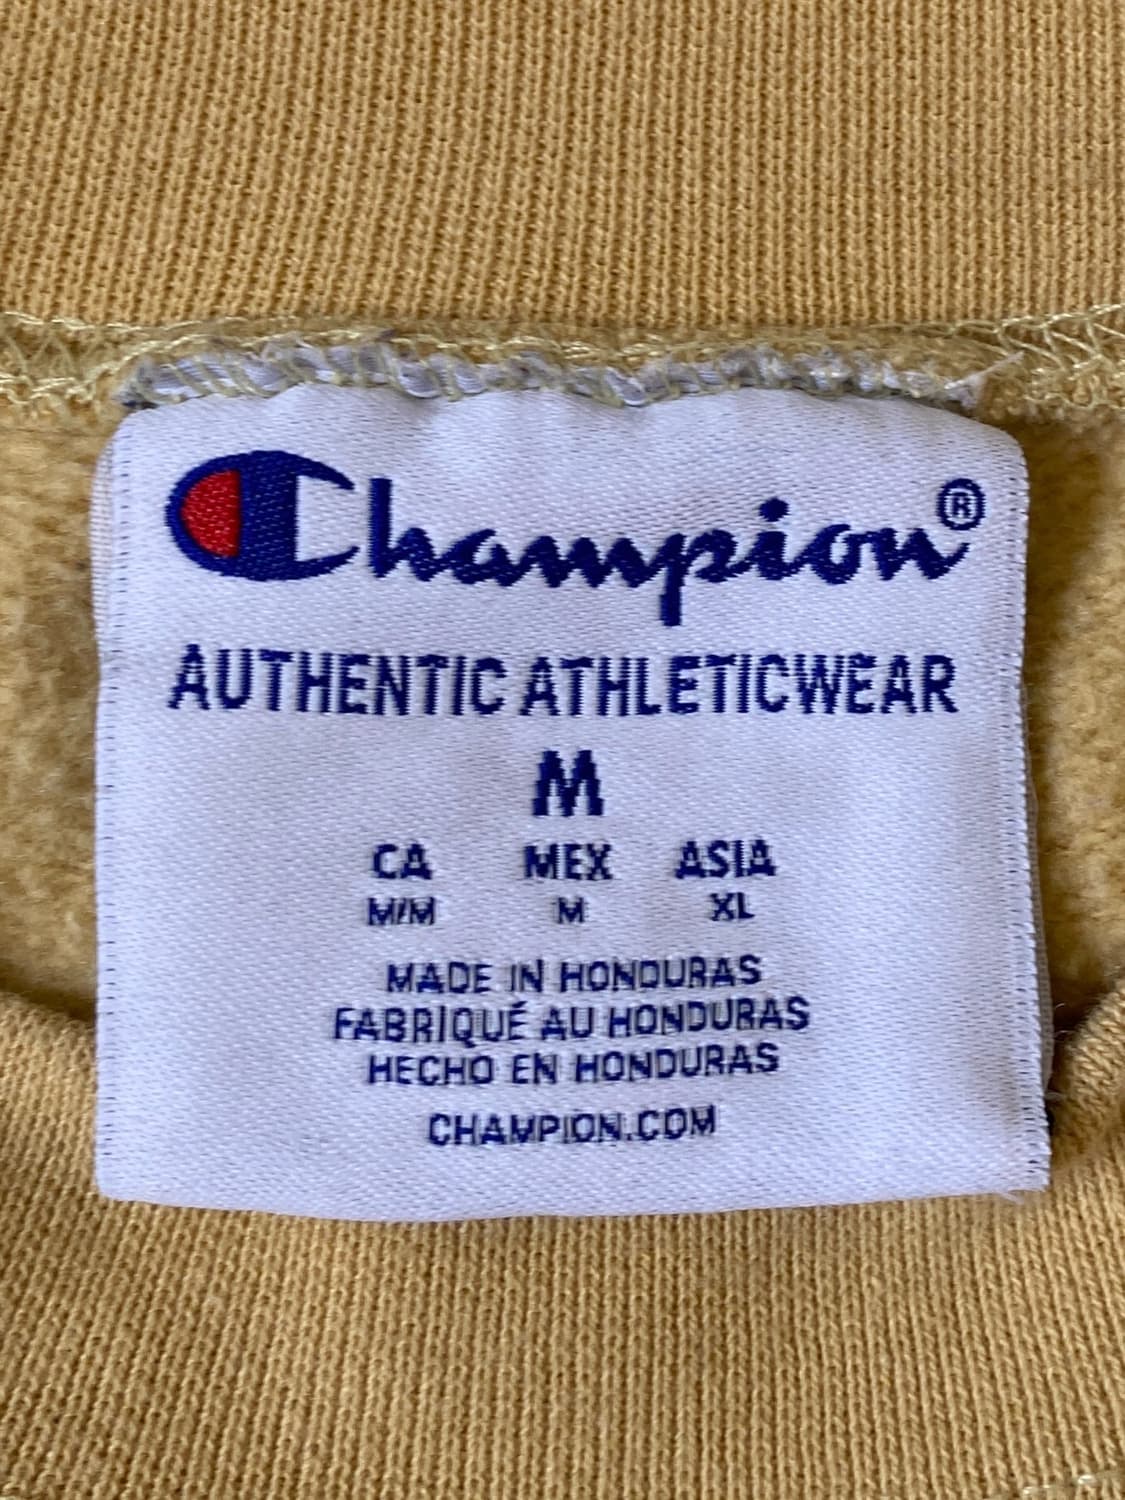 Champion®
AUTHENTIC ATHLETICWEAR
M
CA MEX ASIA
M/M M XL
MADE IN HONDURAS
FABRIQUÉ AU HONDURAS
HECHO EN HONDURAS
CHAMPION.COM